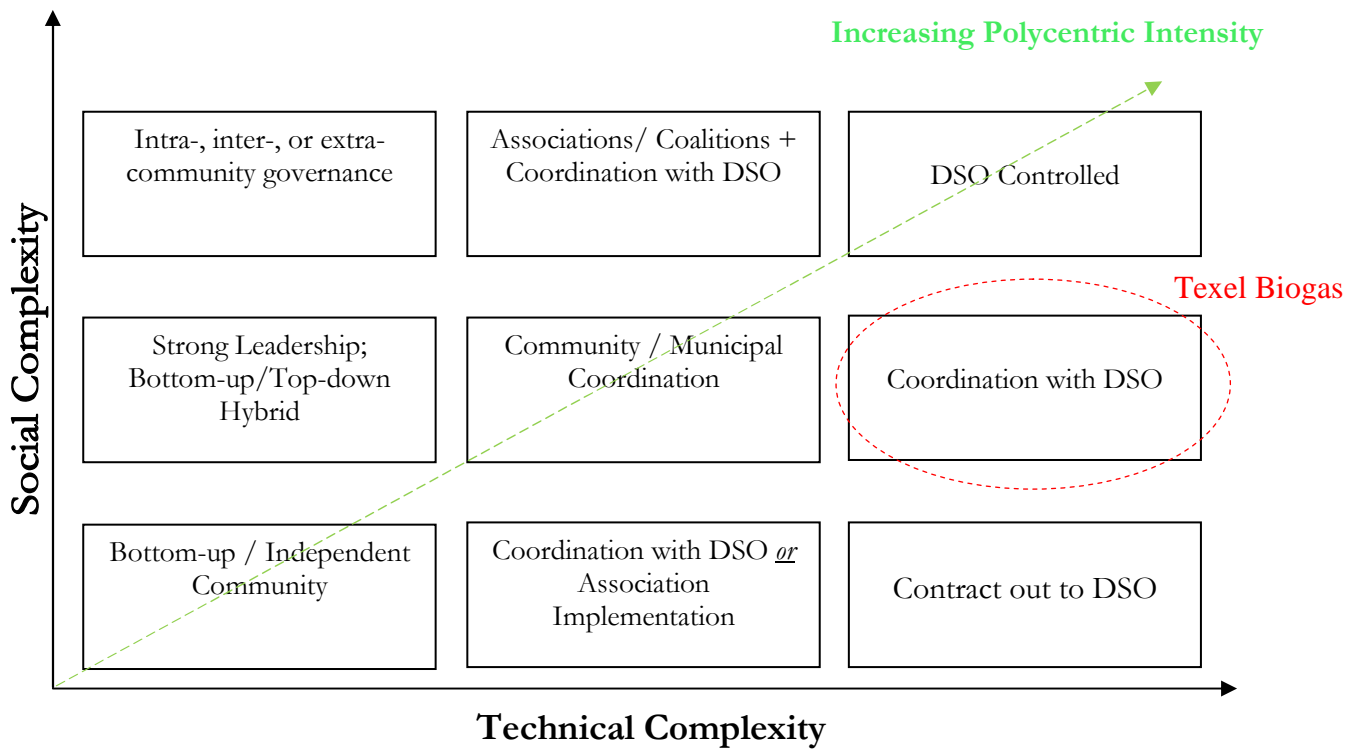 Increasing Polycentric Intensity
Intra-, inter-, or extra-
community governance
Associations/ Coalitions +
Coordination with DSO
DSO Controlled
Texel Biogas
Social Complexity
Strong Leadership;
Bottom-up/Top-down
Hybrid
Community / Municipal
Coordination
Coordination with DSO
Bottom-up / Independent
Community
Coordination with DSO or
Association
Implementation
Contract out to DSO
Technical Complexity